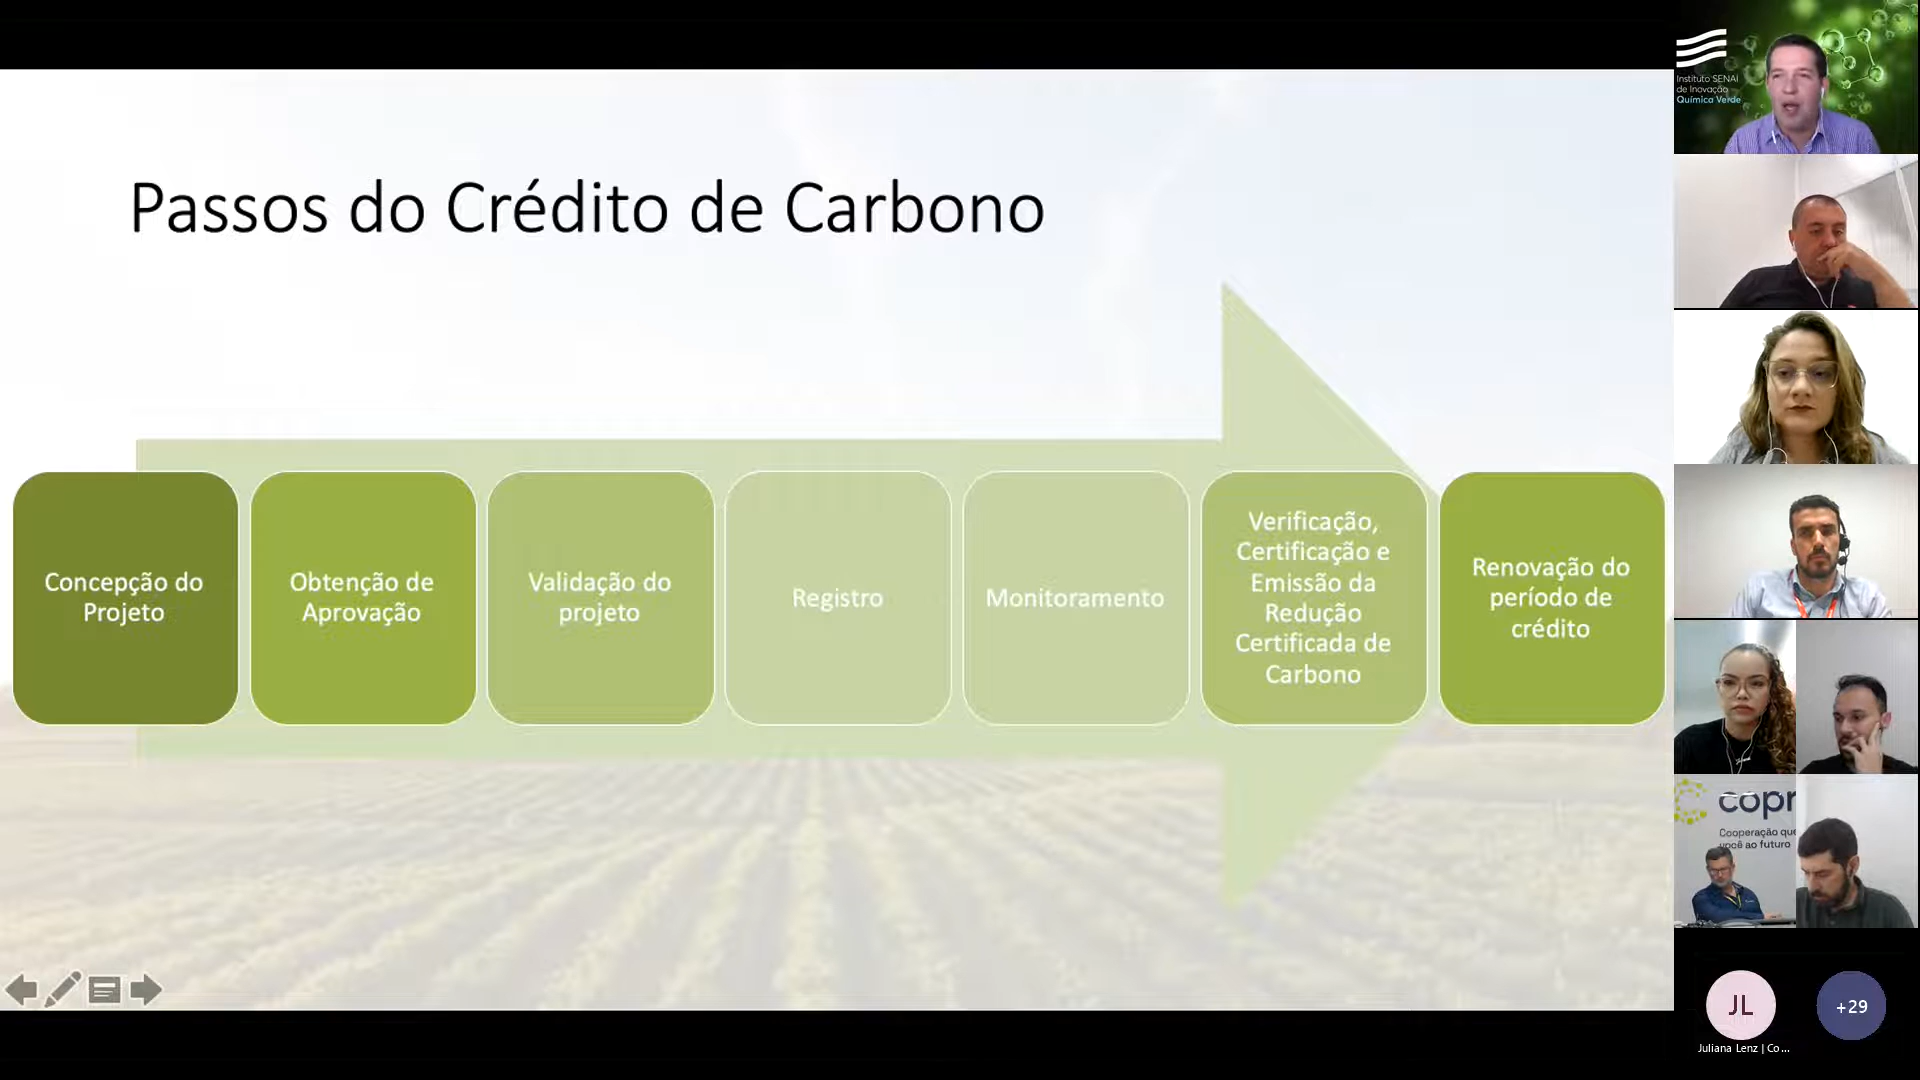 Passos do Crédito de Carbono
Concepção do
Projeto
Obtenção de
Aprovação
Validação do
projeto
Registro
Monitoramento
Verificação,
Certificação e
Emissão da
Redução
Certificada de
Carbono
Renovação do
período de
crédito
Instituto SENAI
de Inovação
Química Verde
copr
Cooperação que
você ao futuro
JL
+29
Juliana Lenz | Co...